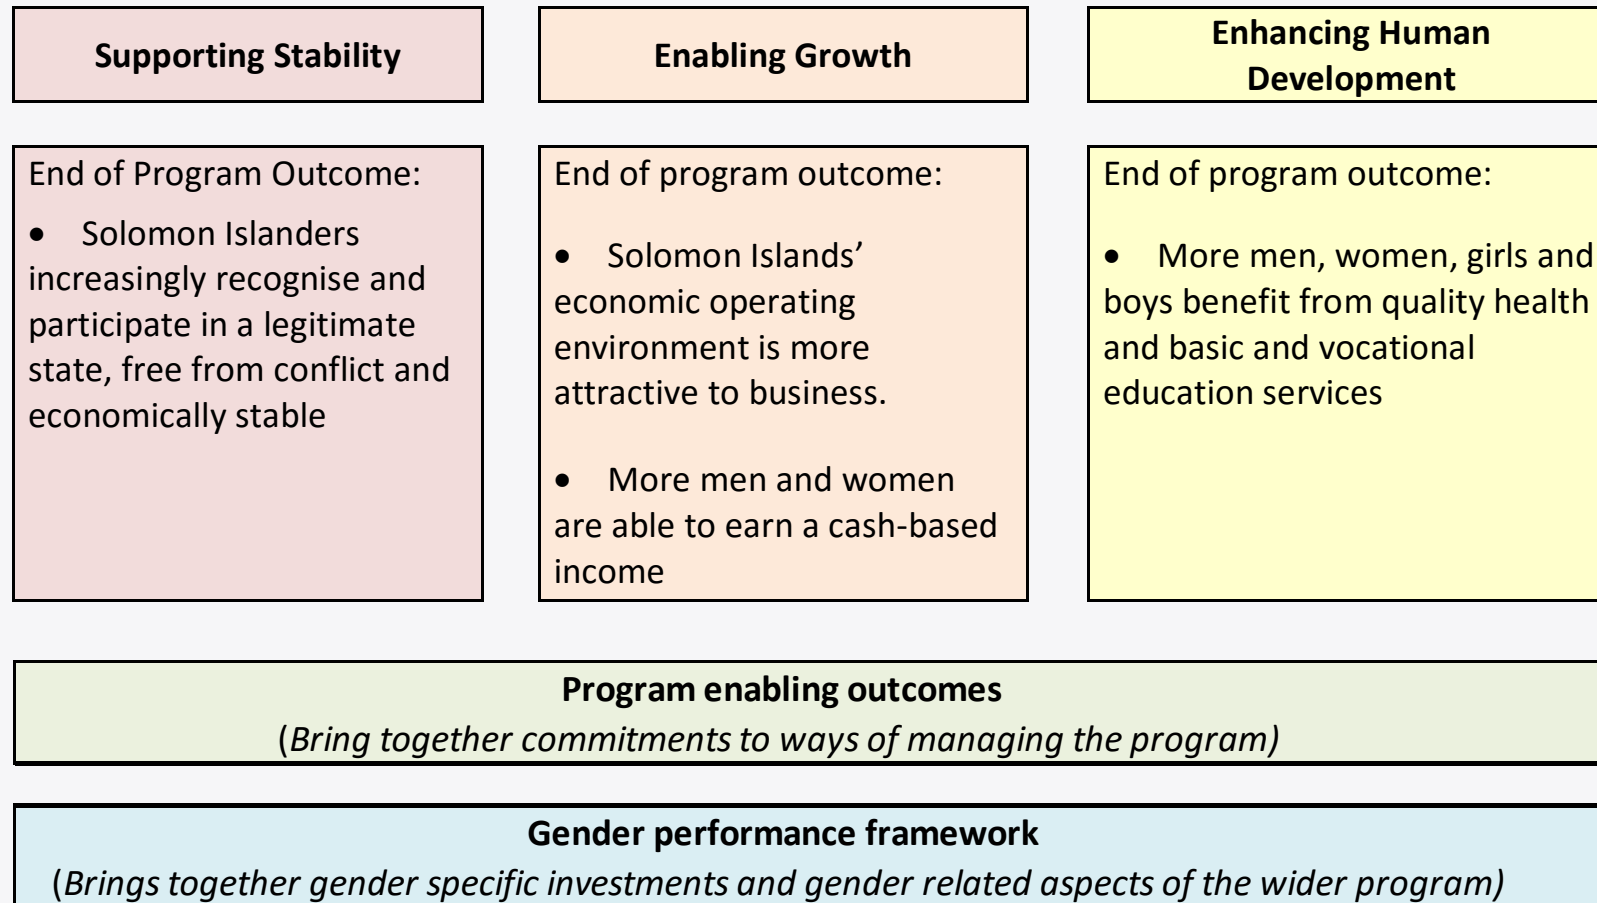 Supporting Stability
Enabling Growth
Enhancing Human
Development
End of Program Outcome:
• Solomon Islanders
increasingly recognise and
participate in a legitimate
state, free from conflict and
economically stable
End of program outcome:
• Solomon Islands’
economic operating
environment is more
attractive to business.
• More men and women
are able to earn a cash-based
income
End of program outcome:
• More men, women, girls and
boys benefit from quality health
and basic and vocational
education services
Program enabling outcomes
(Bring together commitments to ways of managing the program)
Gender performance framework
(Brings together gender specific investments and gender related aspects of the wider program)